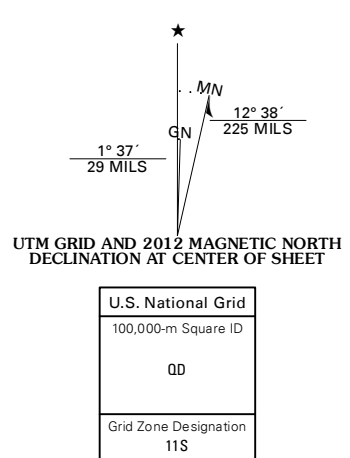 ★
MN
GN
12° 38´
225 MILS
1° 37´
29 MILS
UTM GRID AND 2012 MAGNETIC NORTH
DECLINATION AT CENTER OF SHEET
U.S. National Grid
100,000-m Square ID
QD
Grid Zone Designation
11S